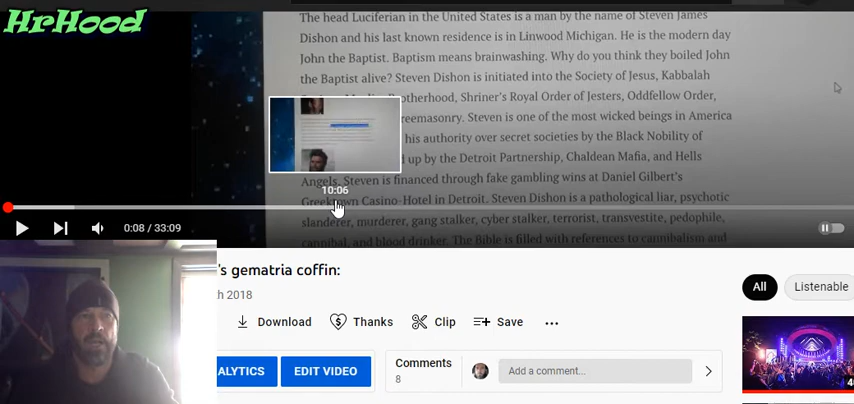 HrHood
The head Luciferian in the United States is a man by the name of Steven James
Dishon and his last known residence is in Linwood Michigan. He is the modern day
John the Baptist. Baptism means brainwashing. Why do you think they boiled John
the Baptist alive? Steven Dishon is initiated into the Society of Jesus, Kabbalah
Brotherhood, Shriner's Royal Order of Jesters, Oddfellow Order,
reemasonry. Steven is one of the most wicked beings in America
his authority over secret societies by the Black Nobility of
d up by the Detroit Partnership, Chaldean Mafia, and Hells
Angels. Steven is financed through fake gambling wins at Daniel Gilbert's
Greektown Casino-Hotel in Detroit. Steven Dishon is a pathological liar, psychotic
slanderer, murderer, gang stalker, cyber stalker, terrorist, transvestite, pedophile,
cannibal, and blood drinker. The Bible is filled with references to cannibalism and
10:06
0:08 / 33:09
's gematria coffin:
h 2018
Download
Thanks
Clip
Save
...
ALYTICS
EDIT VIDEO
Comments
8
Add a comment...
All
Listenable